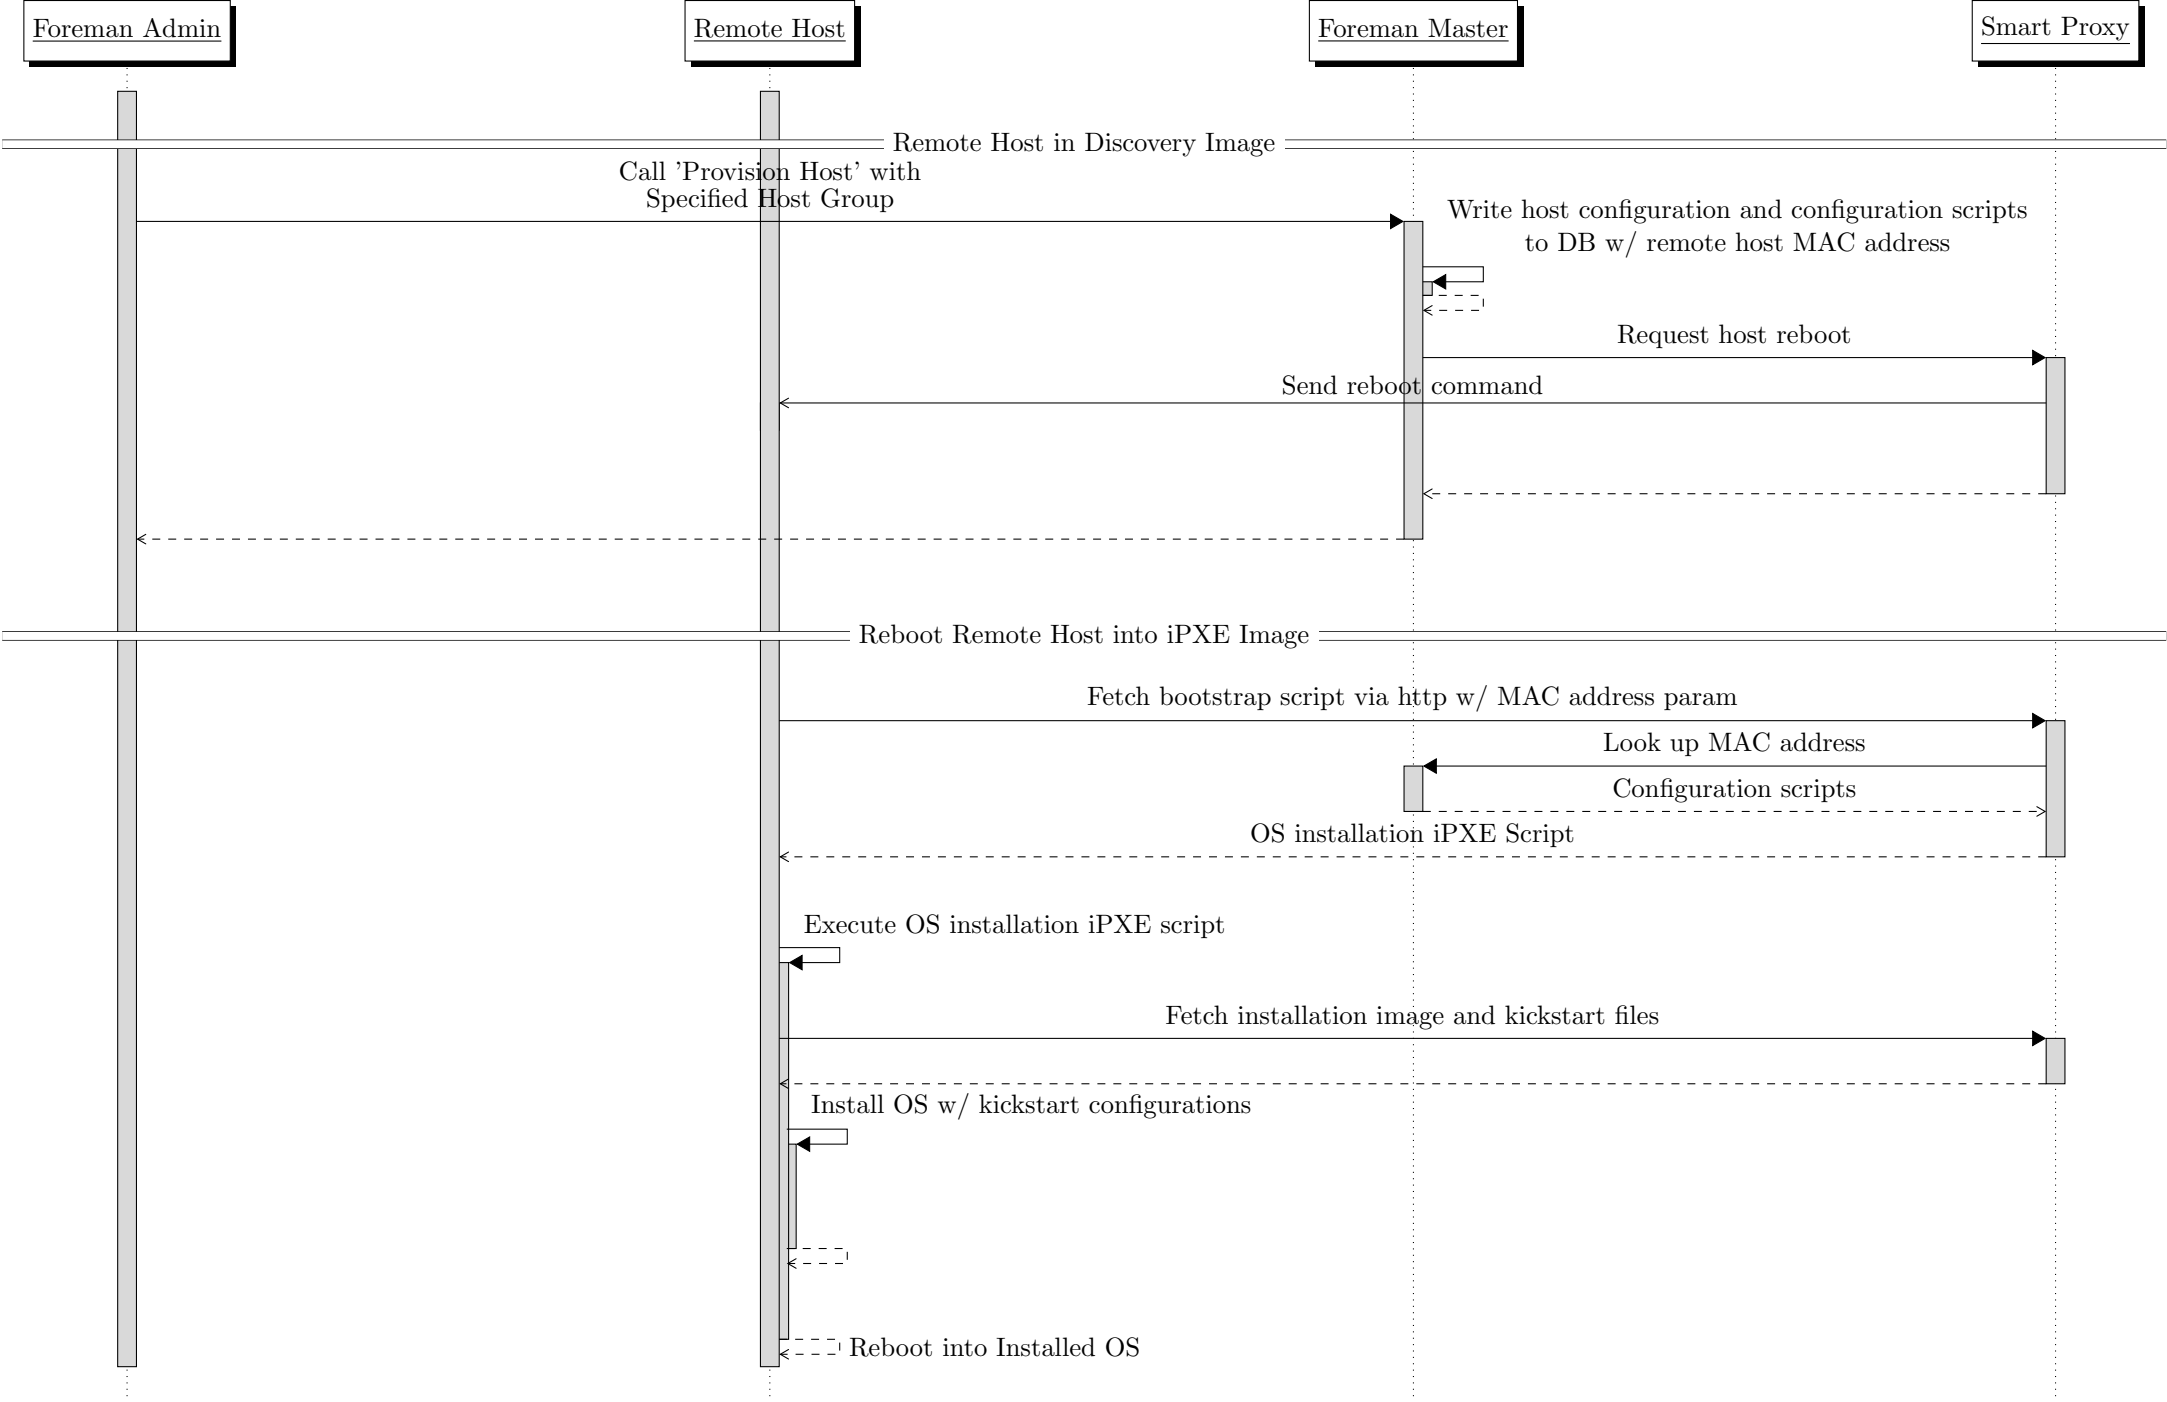 Foreman Admin
Remote Host
Foreman Master
Smart Proxy
Remote Host in Discovery Image
Call 'Provision Host' with
Specified Host Group
Write host configuration and configuration scripts
to DB w/ remote host MAC address
Request host reboot
Send reboot command
Reboot Remote Host into iPXE Image
Fetch bootstrap script via http w/ MAC address param
Look up MAC address
Configuration scripts
OS installation iPXE Script
Execute OS installation iPXE script
Fetch installation image and kickstart files
Install OS w/ kickstart configurations
Reboot into Installed OS